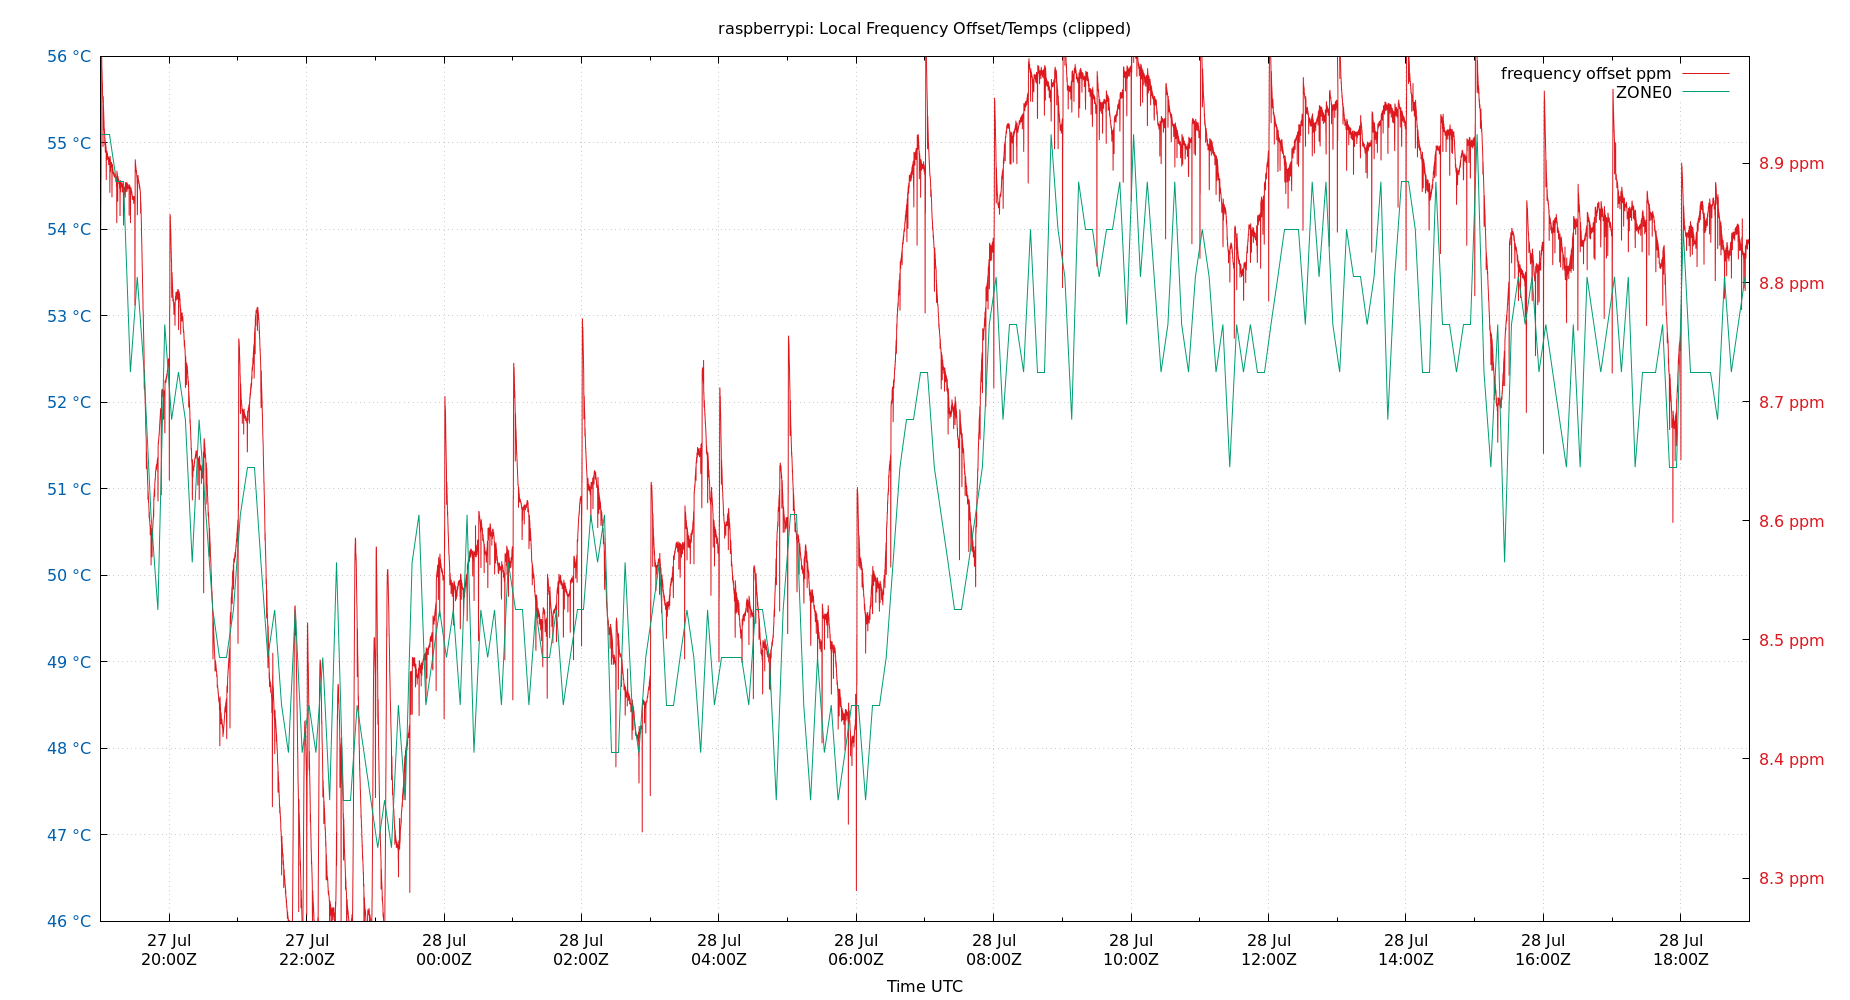 raspberrypi: Local Frequency Offset/Temps (clipped)
56 °C
55 °C
54 °C
53 °C
52 °C
51 °C
50 °C
49 °C
48 °C
47 °C
46 °C
frequency offset ppm
ZONE0
8.9 ppm
8.8 ppm
8.7 ppm
8.6 ppm
8.5 ppm
8.4 ppm
8.3 ppm
27 Jul
20:00Z
27 Jul
22:00Z
28 Jul
00:00Z
28 Jul
02:00Z
28 Jul
04:00Z
28 Jul
06:00Z
28 Jul
08:00Z
28 Jul
10:00Z
28 Jul
12:00Z
28 Jul
14:00Z
28 Jul
16:00Z
28 Jul
18:00Z
Time UTC